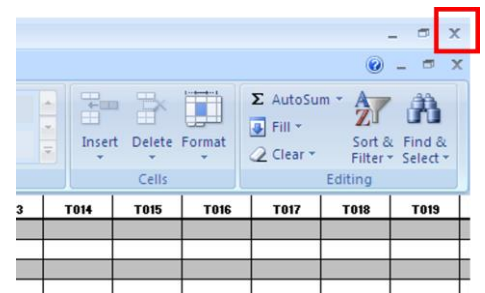 Σ AutoSum
Fill
Clear
Insert Delete Format
Sort & Filter
Find & Select
Cells Editing
3 T014 T015 T016 T017 T018 T019